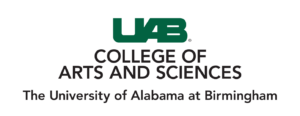 UAB
COLLEGE OF
ARTS AND SCIENCES
The University of Alabama at Birmingham